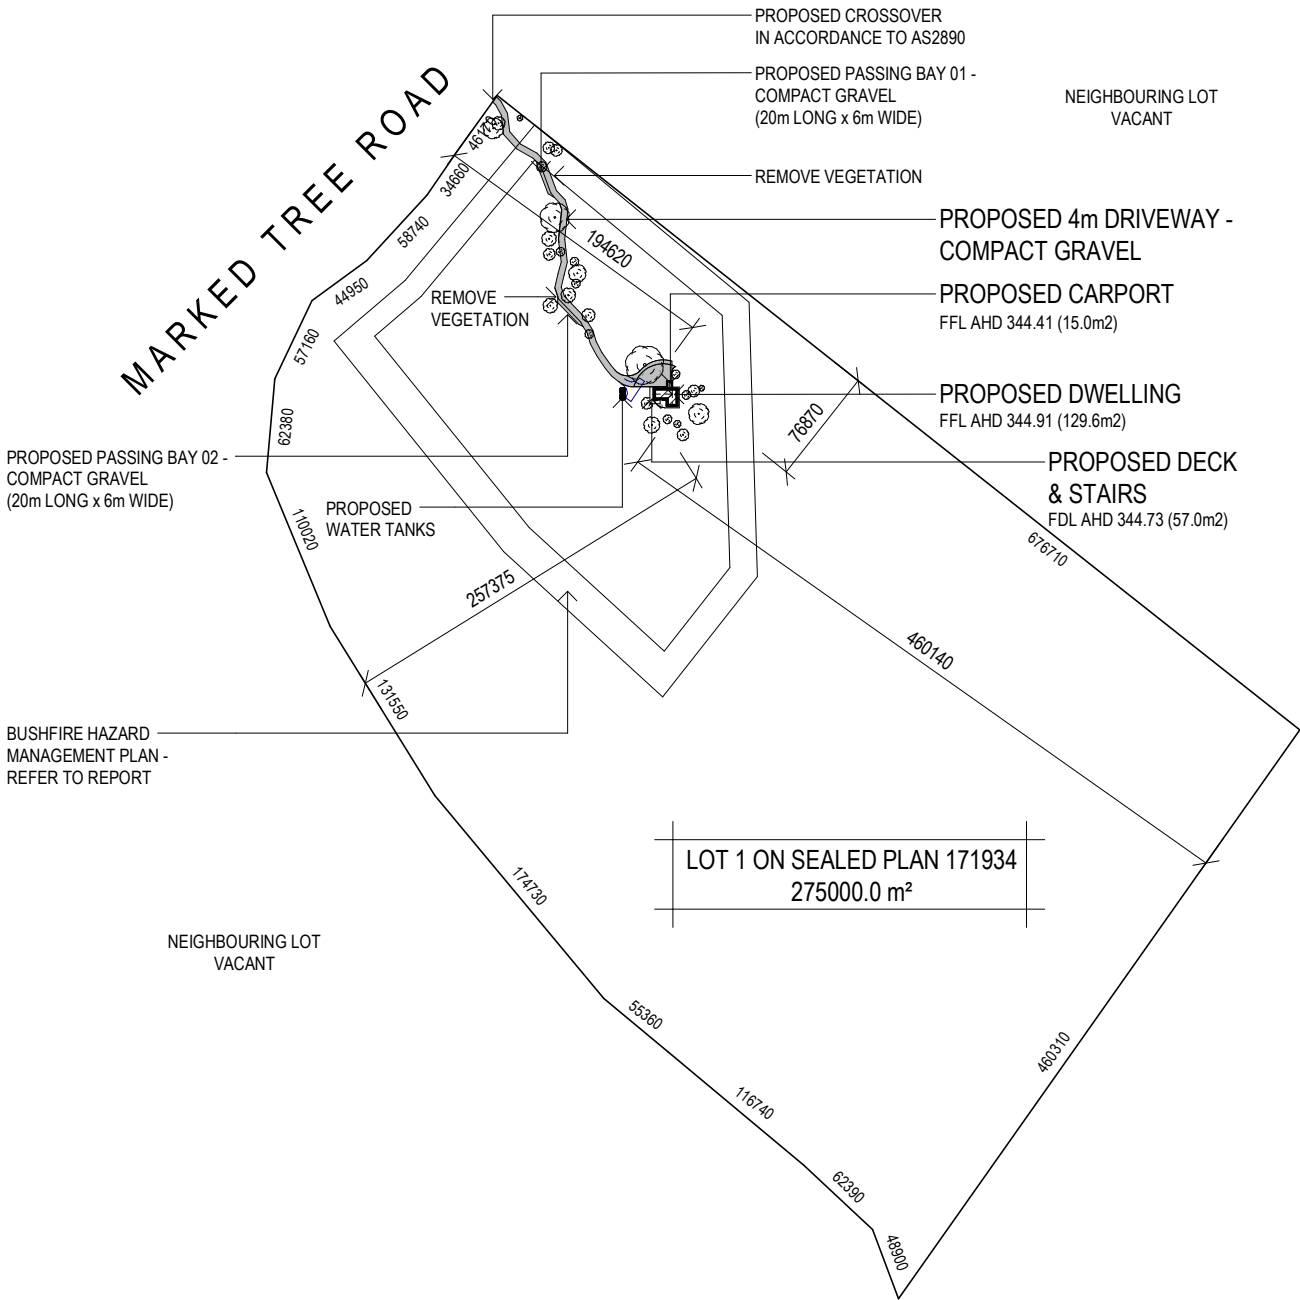 PROPOSED CROSSOVER
IN ACCORDANCE TO AS2890
PROPOSED PASSING BAY 01 -
COMPACT GRAVEL
(20m LONG x 6m WIDE)
NEIGHBOURING LOT
VACANT
REMOVE VEGETATION
MARKED TREE ROAD
PROPOSED 4m DRIVEWAY -
COMPACT GRAVEL
PROPOSED CARPORT
FFL AHD 344.41 (15.0m2)
PROPOSED DWELLING
FFL AHD 344.91 (129.6m2)
PROPOSED DECK
& STAIRS
FDL AHD 344.73 (57.0m2)
34660
58740
44950
57160
62380
194620
REMOVE
VEGETATION
76870
PROPOSED PASSING BAY 02 -
COMPACT GRAVEL
(20m LONG x 6m WIDE)
PROPOSED
WATER TANKS
110020
257375
676710
460140
131550
BUSHFIRE HAZARD
MANAGEMENT PLAN -
REFER TO REPORT
LOT 1 ON SEALED PLAN 171934
275000.0 m²
174730
NEIGHBOURING LOT
VACANT
55360
460310
116740
62390
48900